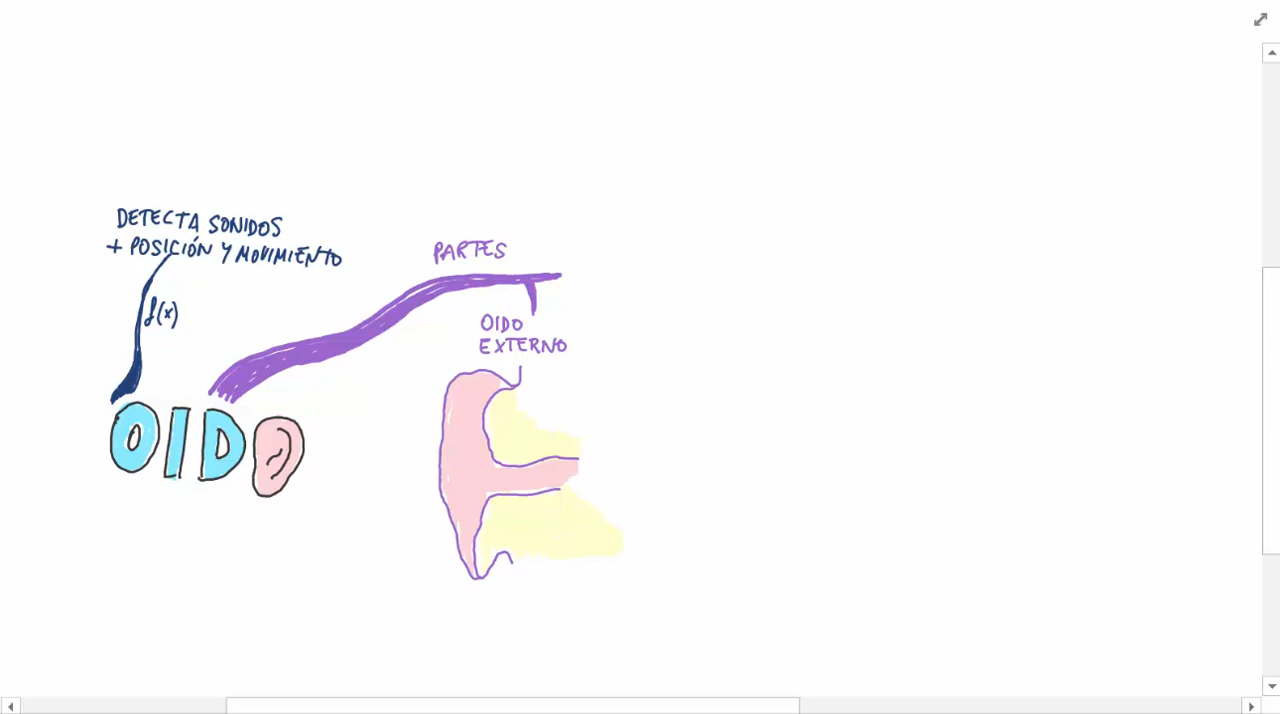 DETECTA SONIDOS
+ POSICIÓN Y MOVIMIENTO
f(x)
PARTES
OIDO
EXTERNO
OIDO